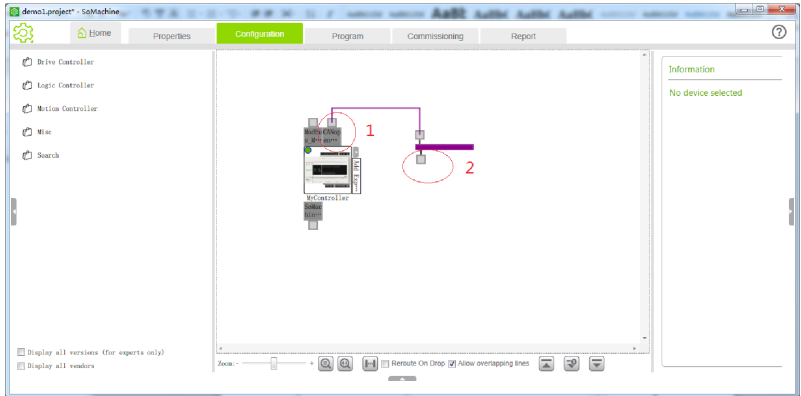 demo1.project* - SoMachine
Home
Properties
Configuration
Program
Commissioning
Report
Drive Controller
Logic Controller
Motion Controller
Misc
Search
1
2
Add Exp···
MyController
Information
No device selected
Display all versions (for experts only)
Display all vendors
Zoom: - +
Reroute On Drop
Allow overlapping lines